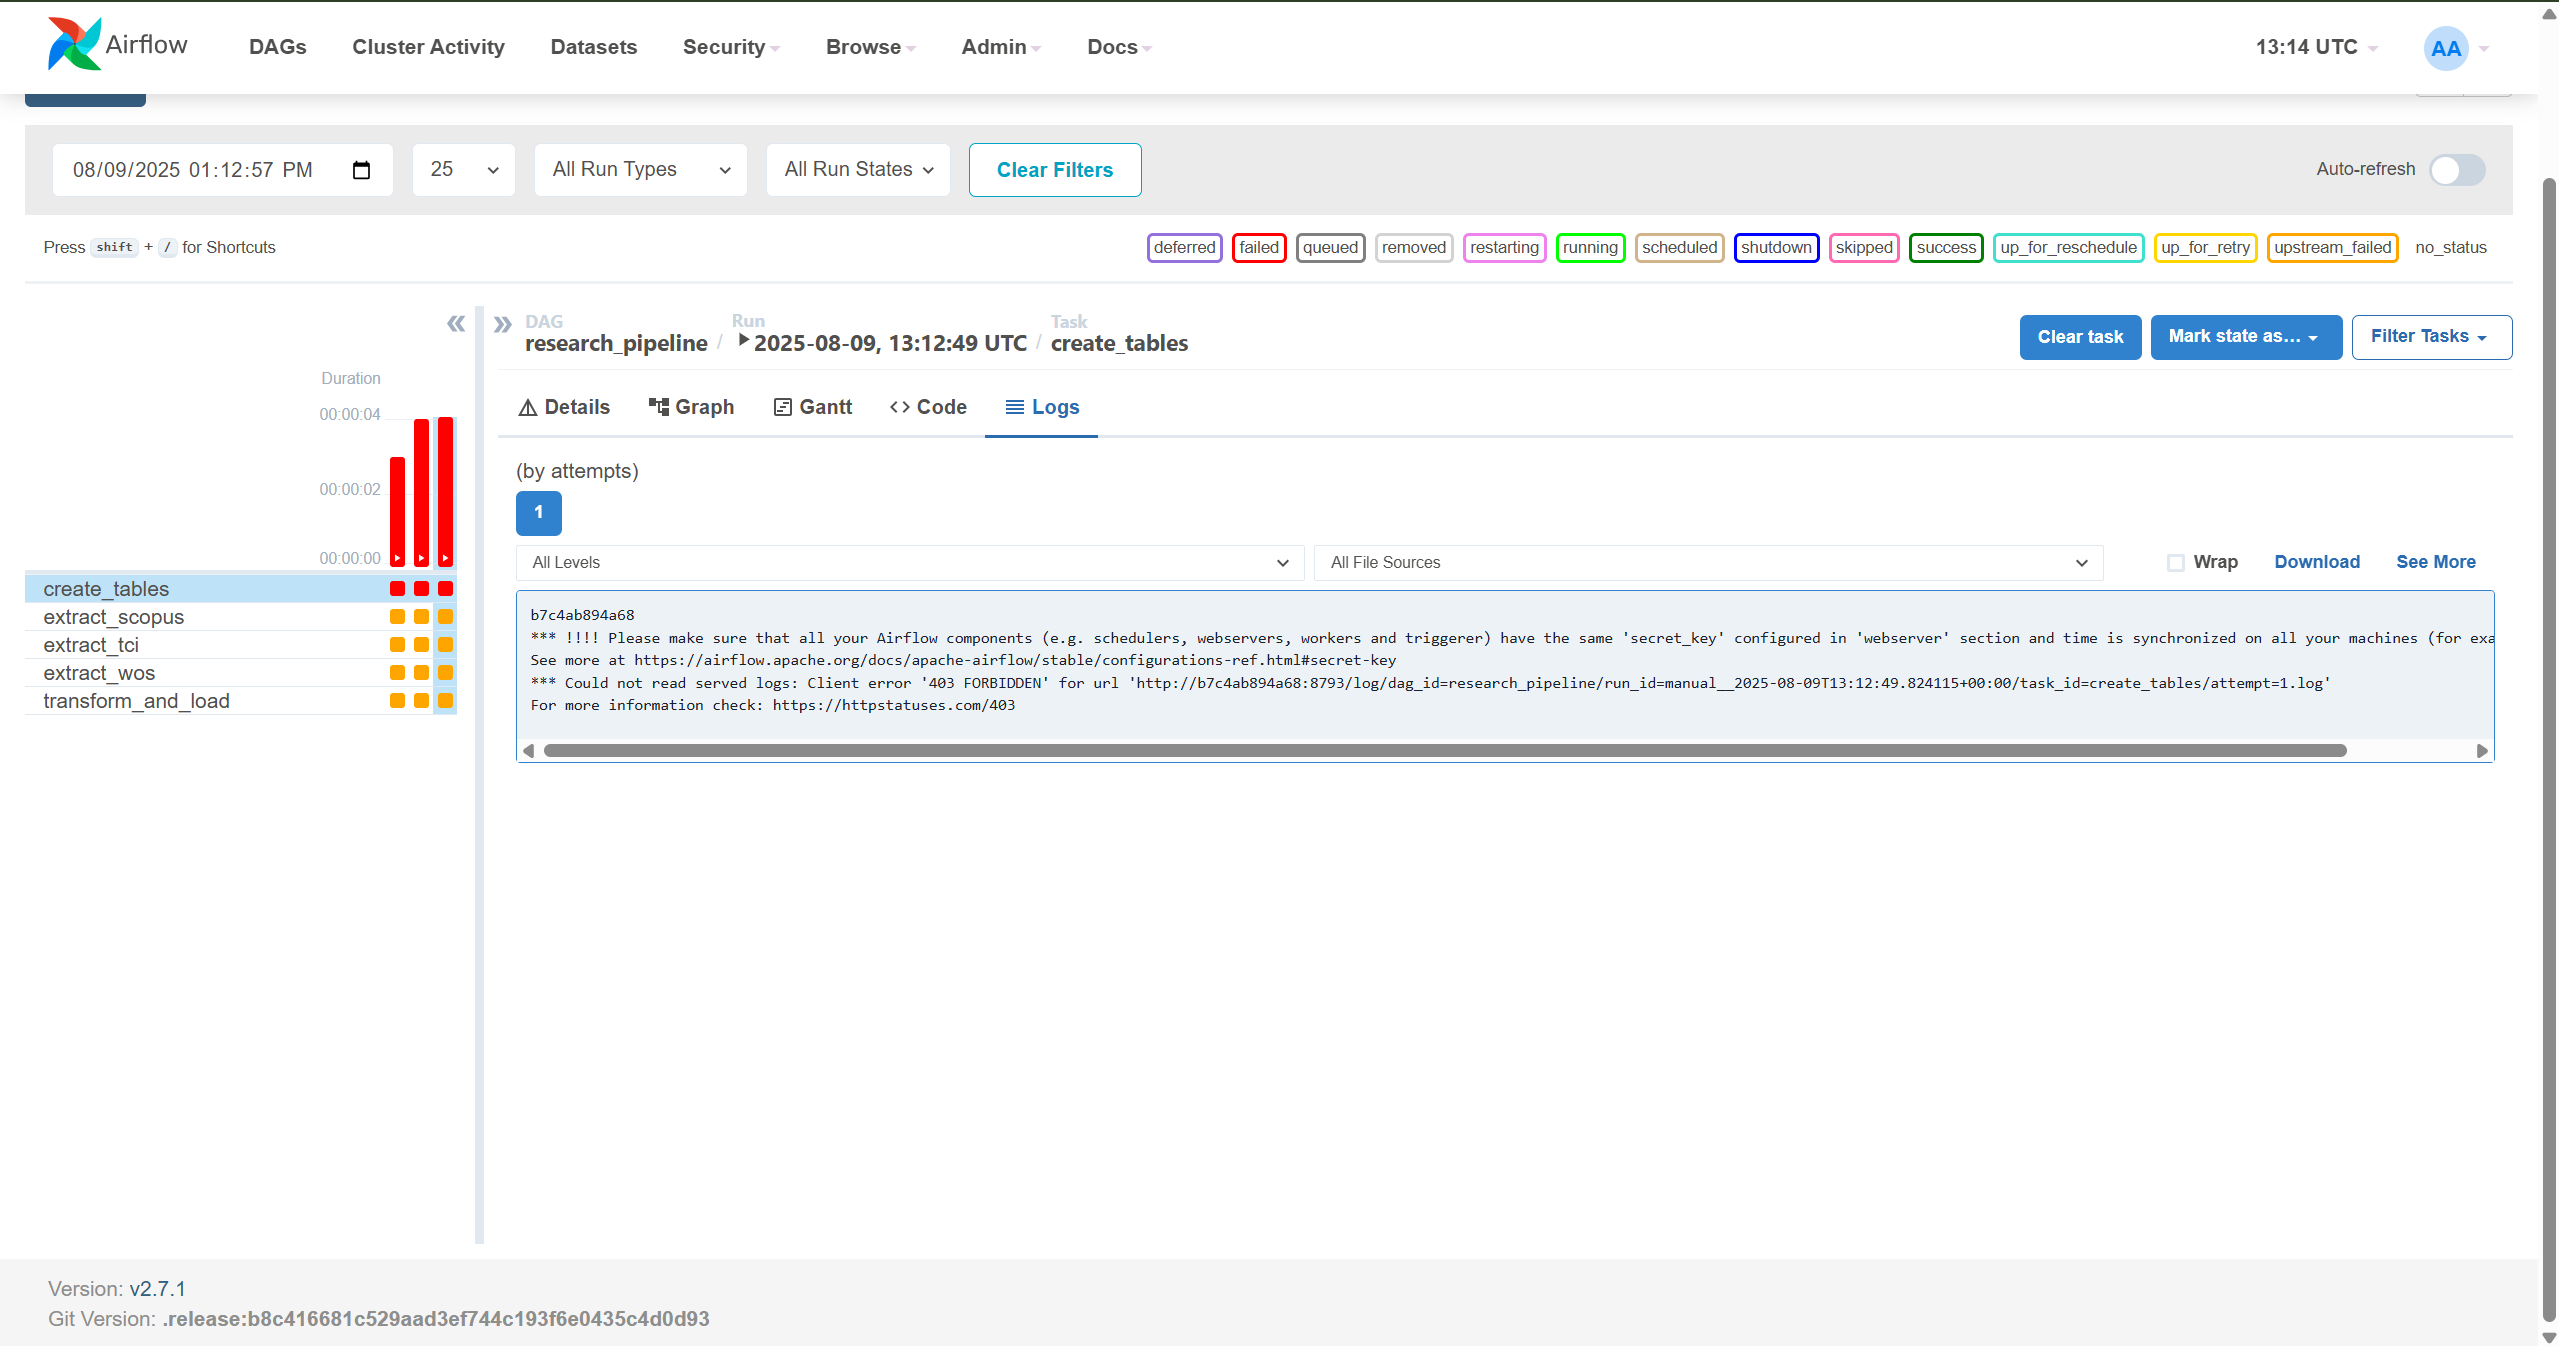 Airflow DAGs Cluster Activity Datasets Security Browse Admin Docs 13:14 UTC AA
08/09/2025 01:12:57 PM 25 All Run Types All Run States Clear Filters Auto-refresh
Press shift + / for Shortcuts deferred failed queued removed restarting running scheduled shutdown skipped success up_for_reschedule up_for_retry upstream_failed no_status
DAG Run Task
research_pipeline / 2025-08-09, 13:12:49 UTC / create_tables Clear task Mark state as... Filter Tasks
Duration
00:00:04
00:00:02
00:00:00
create_tables
extract_scopus
extract_tci
extract_wos
transform_and_load
Details Graph Gantt Code Logs
(by attempts)
1
All Levels All File Sources Wrap Download See More
b7c4ab894a68
*** !!!! Please make sure that all your Airflow components (e.g. schedulers, webservers, workers and triggerer) have the same 'secret_key' configured in 'webserver' section and time is synchronized on all your machines (for exa
See more at https://airflow.apache.org/docs/apache-airflow/stable/configurations-ref.html#secret-key
*** Could not read served logs: Client error '403 FORBIDDEN' for url 'http://b7c4ab894a68:8793/log/dag_id=research_pipeline/run_id=manual__2025-08-09T13:12:49.824115+00:00/task_id=create_tables/attempt=1.log'
For more information check: https://httpstatuses.com/403
Version: v2.7.1
Git Version: .release:b8c416681c529aad3ef744c193f6e0435c4d0d93